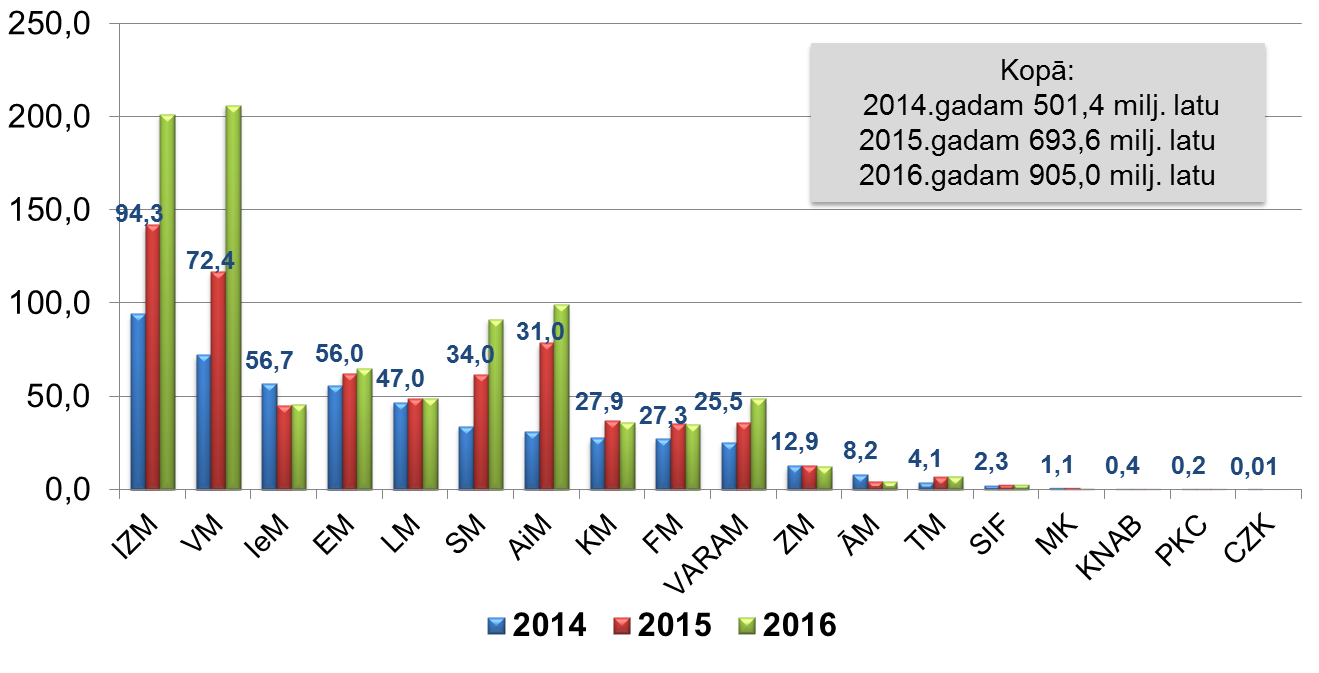 250,0
200,0
150,0
100,0
50,0
0,0
Kopā:
2014.gadam 501,4 milj. latu
2015.gadam 693,6 milj. latu
2016.gadam 905,0 milj. latu
94,3
72,4
56,7
56,0
47,0
34,0
31,0
27,9
27,3
25,5
12,9
8,2
4,1
2,3
1,1
0,4
0,2
0,01
IZM
VM
IeM
EM
LM
SM
AiM
KM
FM
VARAM
ZM
ĀM
TM
SIF
MK
KNAB
PKC
CZK
2014 2015 2016